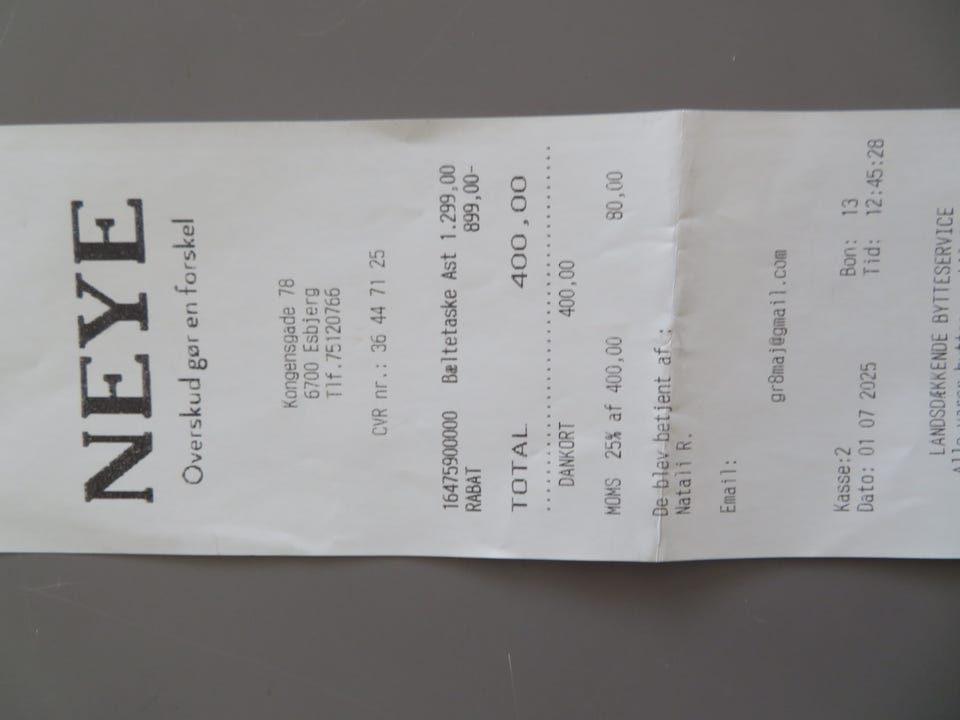 NEYE
Overskud gør en forskel
Kongensgade 78
6700 Esbjerg
Tlf.75120766
CVR nr.: 36 44 71 25
16475900000 Bæltetaske Ast 1.299,00
RABAT 899,00-
TOTAL 400,00
DANKORT 400,00
MOMS 25% af 400,00 80,00
De blev betjent af.:
Natali R.
Email:
gr8maj@gmail.com
Kasse:2 Bon: 13
Dato: 01 07 2025 Tid: 12:45:28
LANDSDÆKKENDE BYTTESERVICE